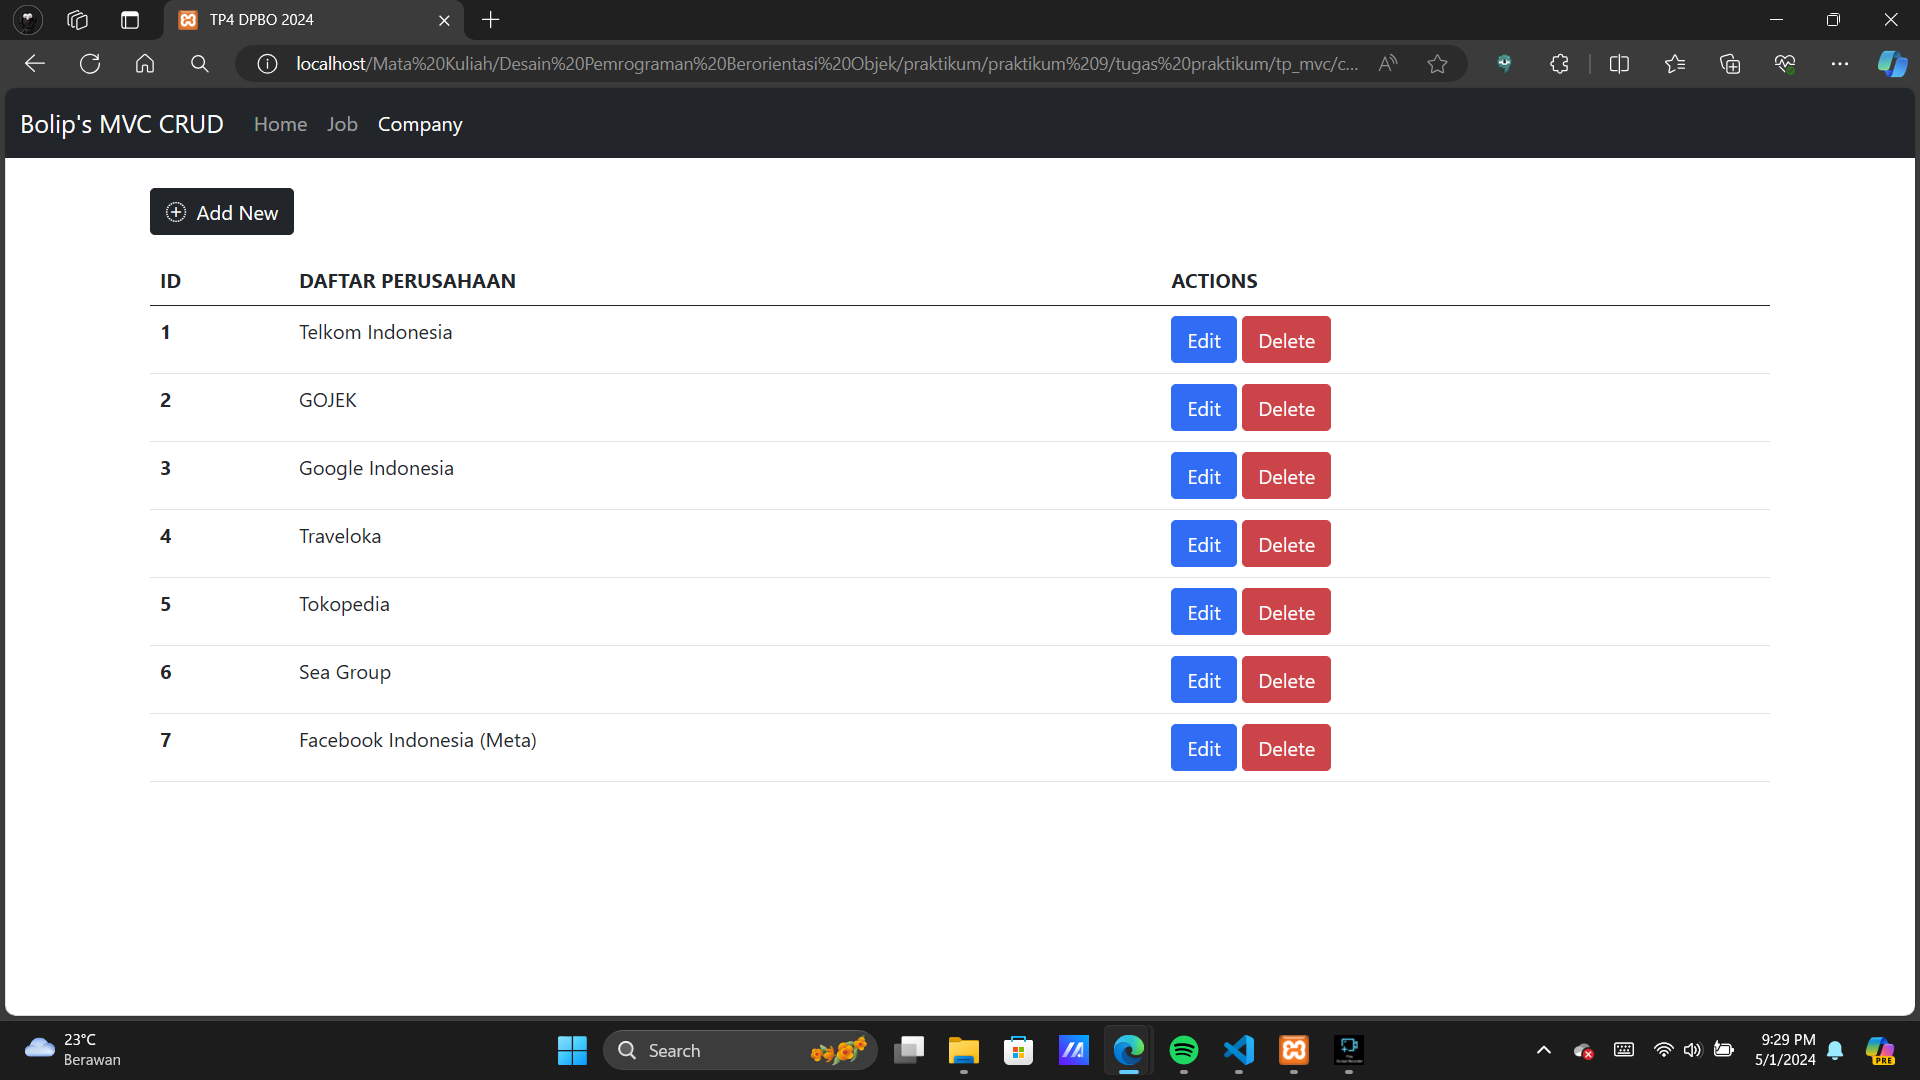 TP4 DPBO 2024
localhost/Mata%20Kuliah/Desain%20Pemrograman%20Berorientasi%20Objek/praktikum/praktikum%209/tugas%20praktikum/tp_mvc/c...
Bolip's MVC CRUD Home Job Company
Add New
ID DAFTAR PERUSAHAAN ACTIONS
1 Telkom Indonesia Edit Delete
2 GOJEK Edit Delete
3 Google Indonesia Edit Delete
4 Traveloka Edit Delete
5 Tokopedia Edit Delete
6 Sea Group Edit Delete
7 Facebook Indonesia (Meta) Edit Delete
23°C
Berawan
Search
9:29 PM
5/1/2024
PRE